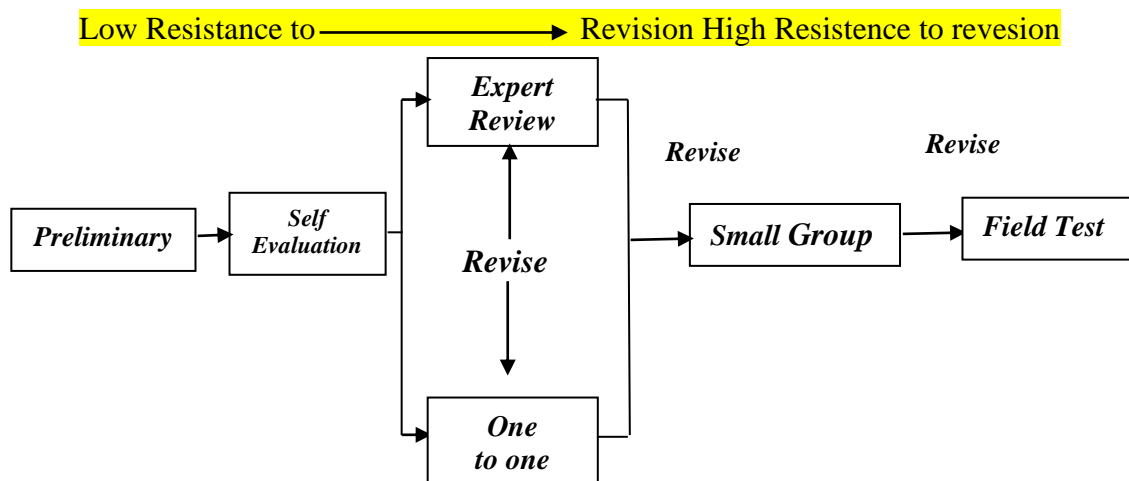 Low Resistance to Revision High Resistence to revesion
Expert
Review
Revise
Revise
Preliminary
Self
Evaluation
Revise
Small Group
Field Test
One
to one